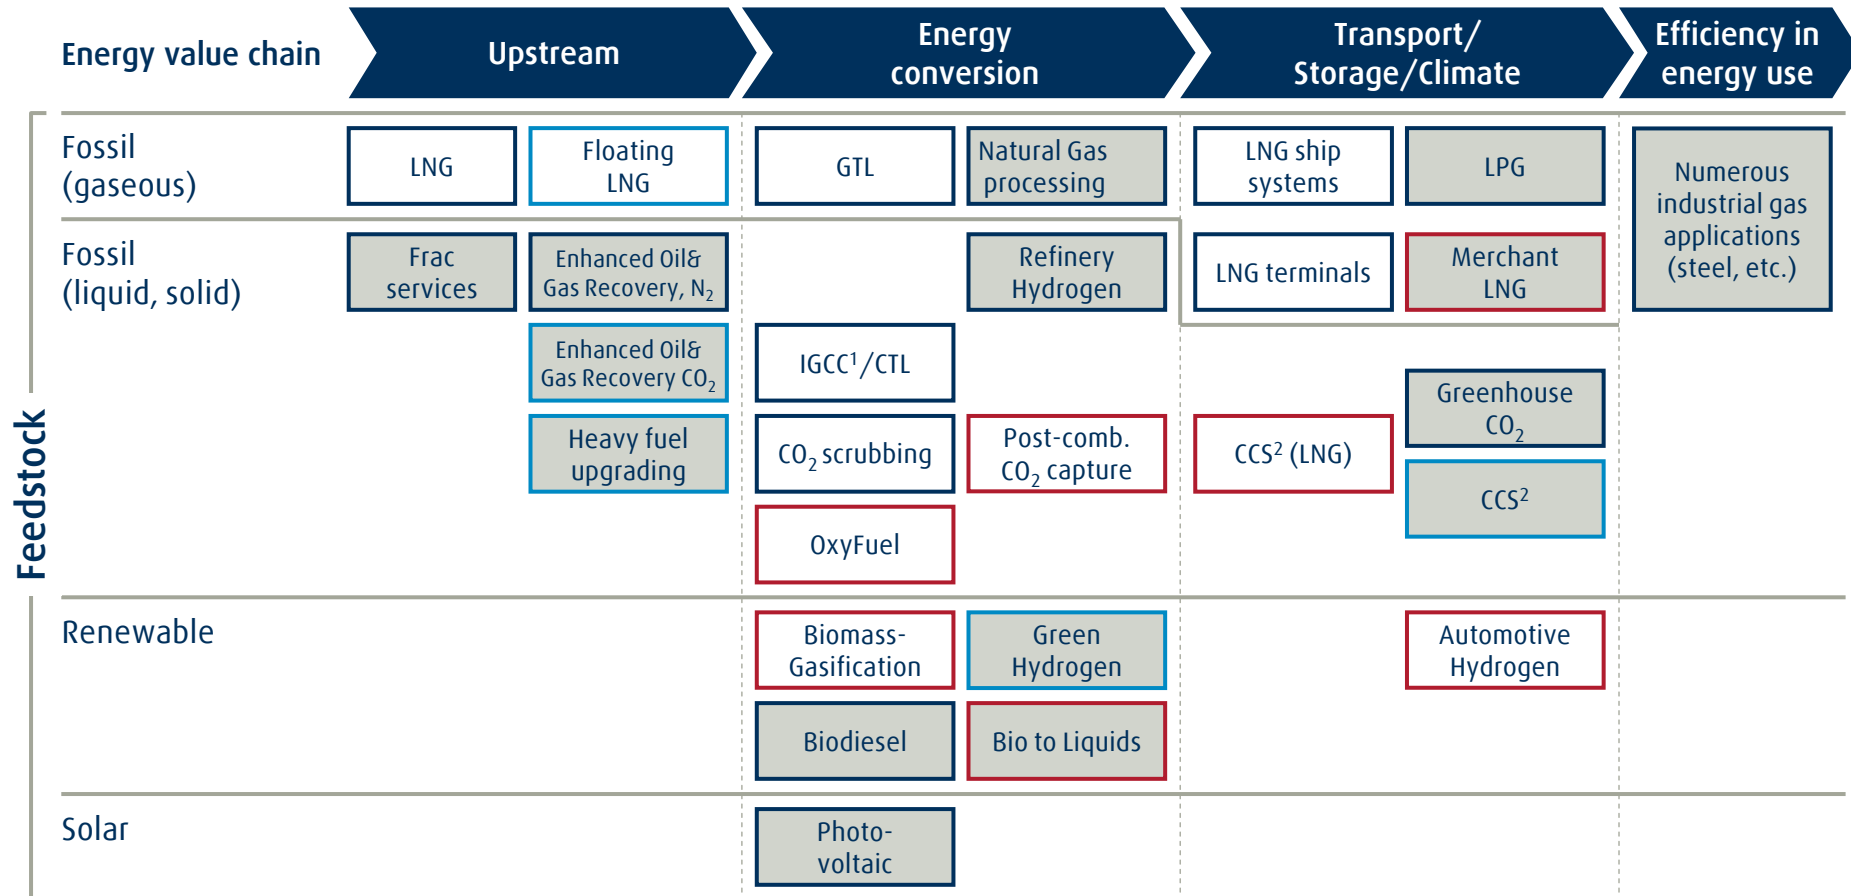 Energy value chain
Upstream
Energy
conversion
Transport/
Storage/Climate
Efficiency in
energy use
Feedstock
Fossil
(gaseous)
LNG
Floating
LNG
GTL
Natural Gas
processing
LNG ship
systems
LPG
Numerous
industrial gas
applications
(steel, etc.)
Fossil
(liquid, solid)
Frac
services
Enhanced Oil&
Gas Recovery, N₂
Refinery
Hydrogen
LNG terminals
Merchant
LNG
Enhanced Oil&
Gas Recovery CO₂
IGCC¹/CTL
Greenhouse
CO₂
Heavy fuel
upgrading
CO₂ scrubbing
Post-comb.
CO₂ capture
CCS² (LNG)
CCS²
OxyFuel
Renewable
Biomass-
Gasification
Green
Hydrogen
Automotive
Hydrogen
Biodiesel
Bio to Liquids
Solar
Photo-
voltaic